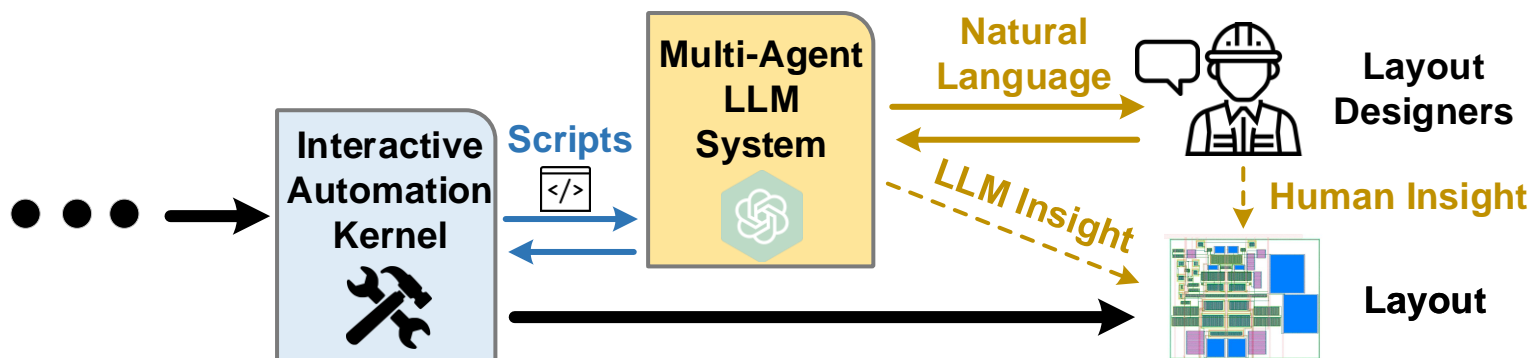 Interactive
Automation
Kernel
Scripts
</>
Multi-Agent
LLM
System
Natural
Language
LLM Insight
Layout
Designers
Human Insight
Layout